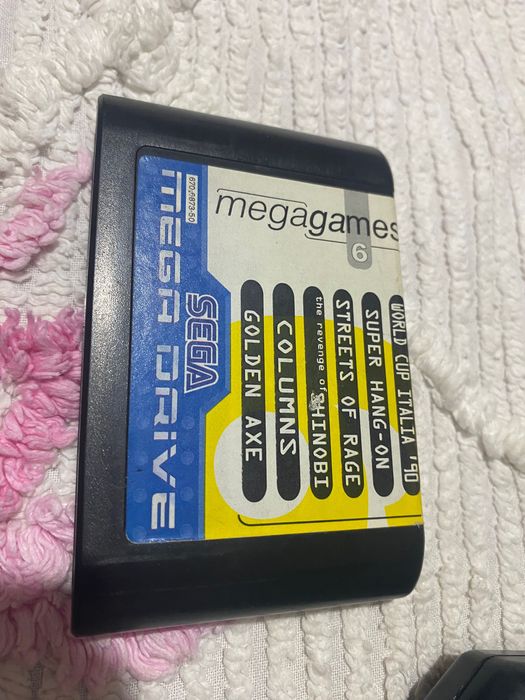 megagames
6
WORLD CUP ITALIA '90
SUPER HANG-ON
STREETS OF RAGE
the revenge of SHINOBI
COLUMNS
GOLDEN AXE
SEGA
MEGA DRIVE
670-5873-50